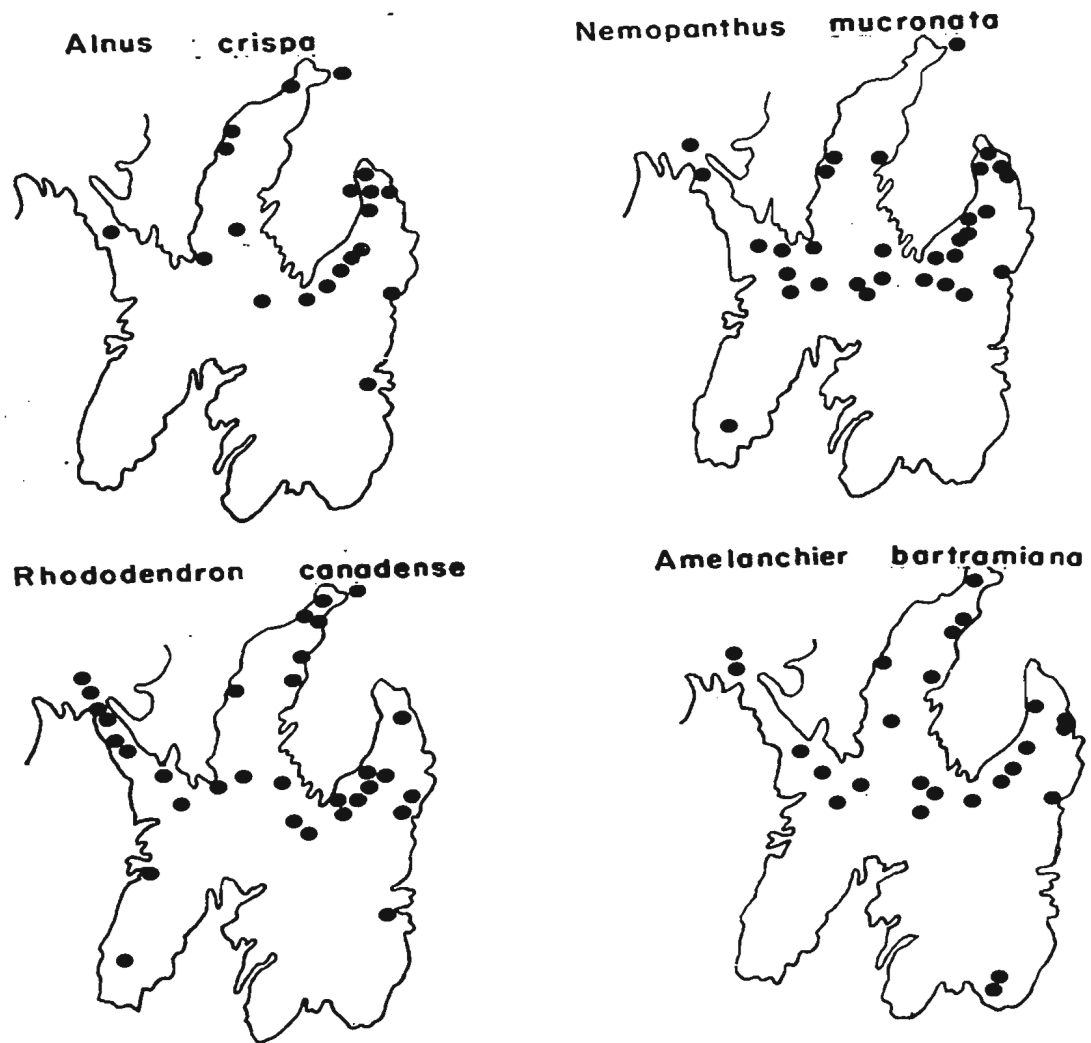 Alnus crispa
Nemopanthus mucronata
Rhododendron canadense
Amelanchier bartramiana